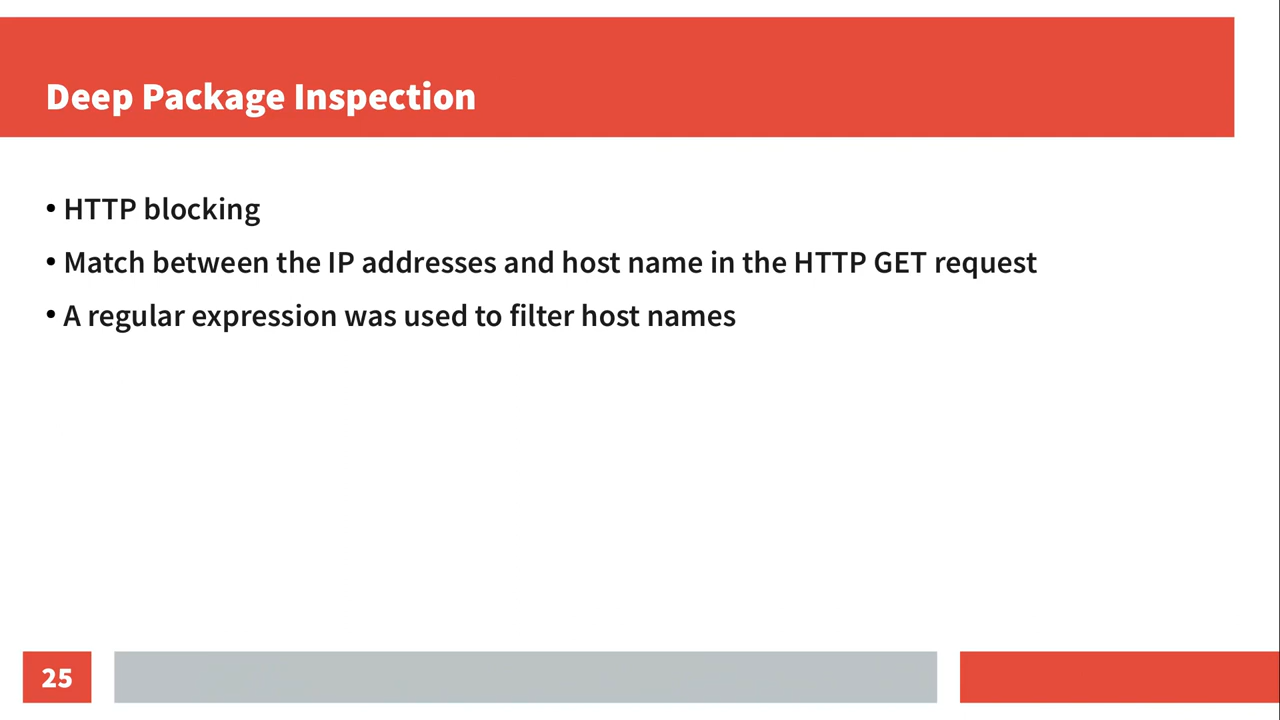 Deep Package Inspection
• HTTP blocking
• Match between the IP addresses and host name in the HTTP GET request
• A regular expression was used to filter host names
25